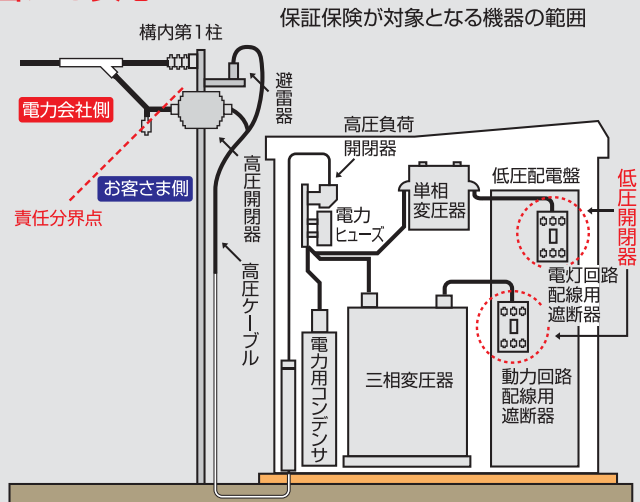 保証保険が対象となる機器の範囲
構内第1柱
避雷器
電力会社側
お客さま側
責任分界点
高圧開閉器
高圧ケーブル
高圧負荷
開閉器
電力
ヒューズ
単相
変圧器
低圧配電盤
低圧開閉器
電灯回路
配線用
遮断器
電力用コンデンサ
三相変圧器
動力回路
配線用
遮断器